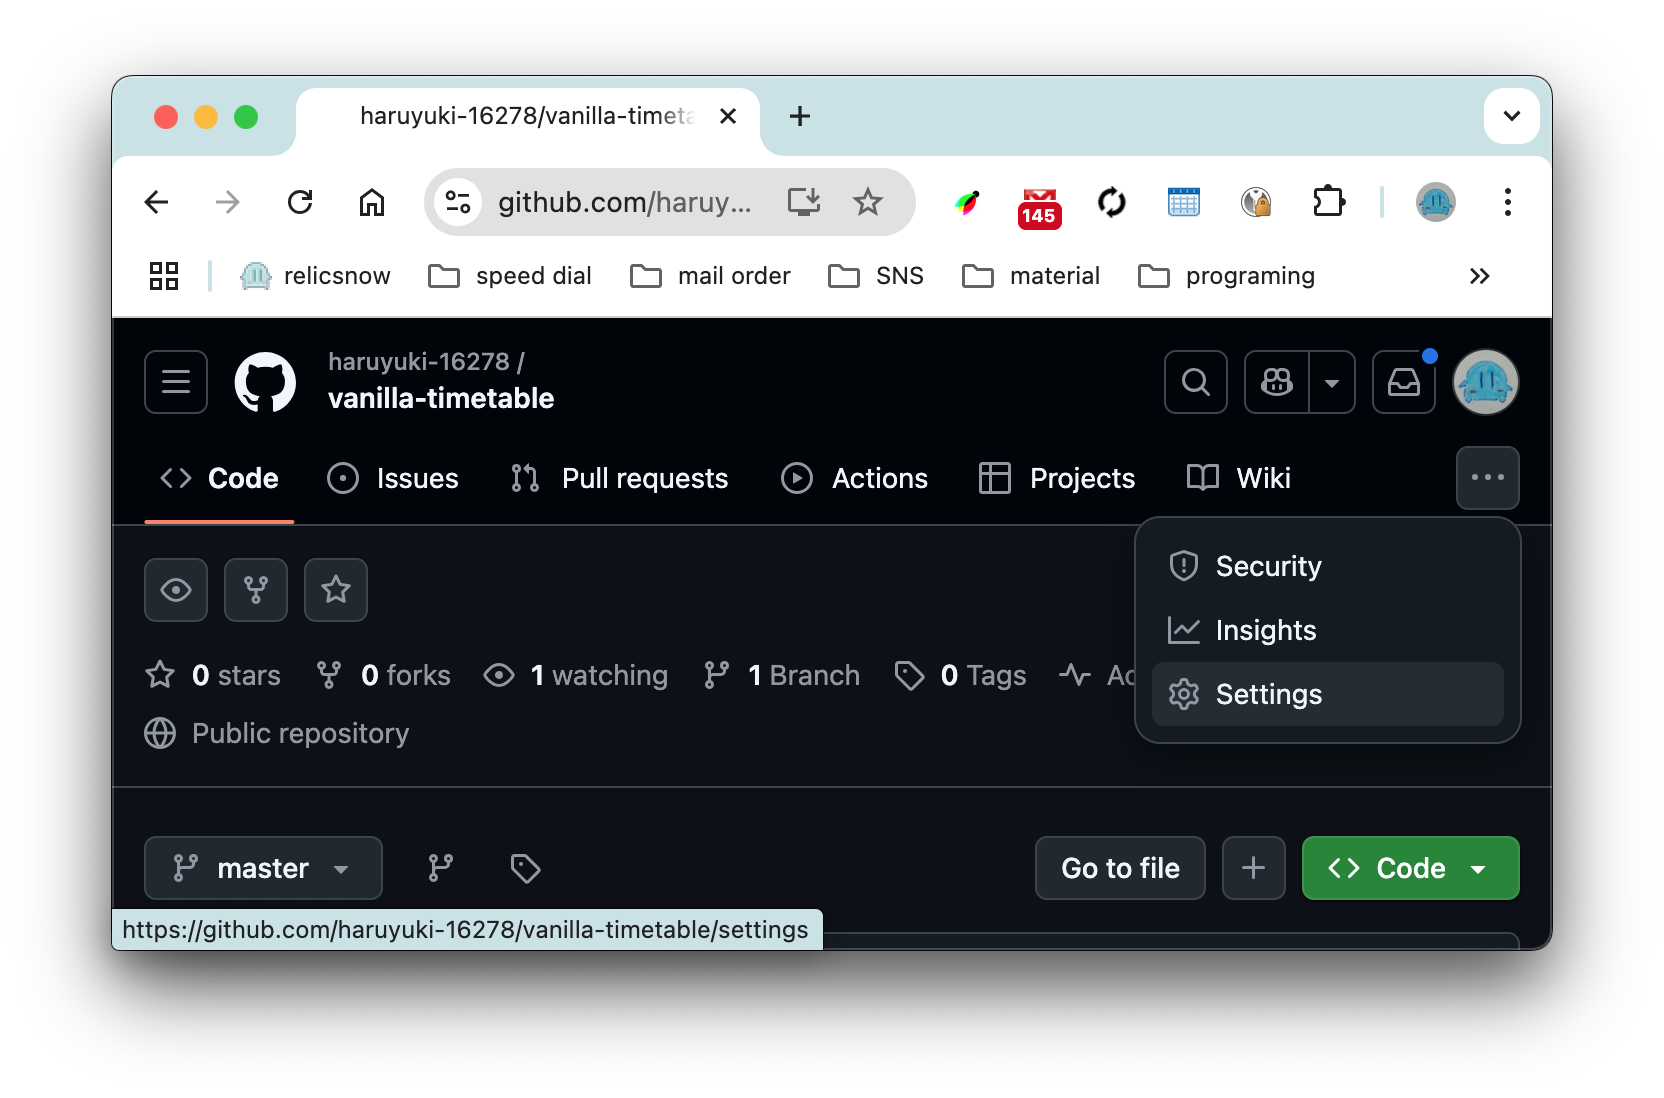 haruyuki-16278/vanilla-timeta
github.com/haruy...
145
relicsnow speed dial mail order SNS material programing
haruyuki-16278 /
vanilla-timetable
Code Issues Pull requests Actions Projects Wiki
Security
Insights
Settings
0 stars 0 forks 1 watching 1 Branch 0 Tags
Public repository
master Go to file Code
https://github.com/haruyuki-16278/vanilla-timetable/settings